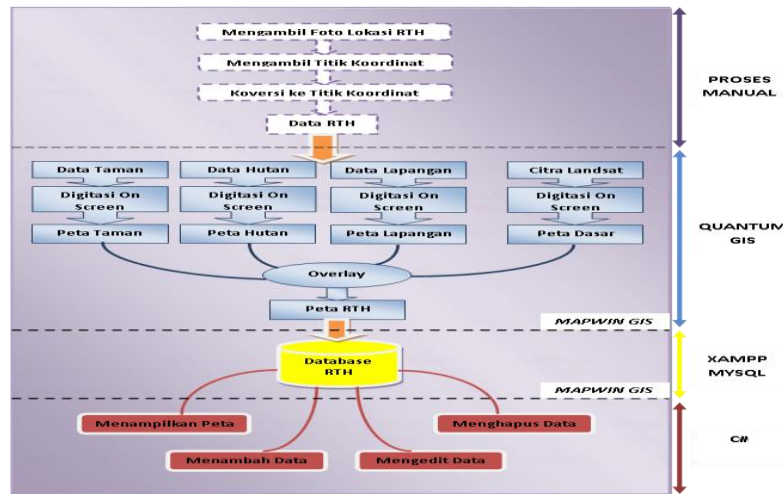 Mengambil Foto Lokasi RTH
Mengambil Titik Koordinat
Koversi ke Titik Koordinat
Data RTH
PROSES
MANUAL
Data Taman
Data Hutan
Data Lapangan
Citra Landsat
Digitasi On
Screen
Digitasi On
Screen
Digitasi On
Screen
Digitasi On
Screen
Peta Taman
Peta Hutan
Peta Lapangan
Peta Dasar
QUANTUM
GIS
Overlay
Peta RTH
MAPWIN GIS
Database
RTH
XAMPP
MYSQL
MAPWIN GIS
Menampilkan Peta
Menghapus Data
Menambah Data
Mengedit Data
C#